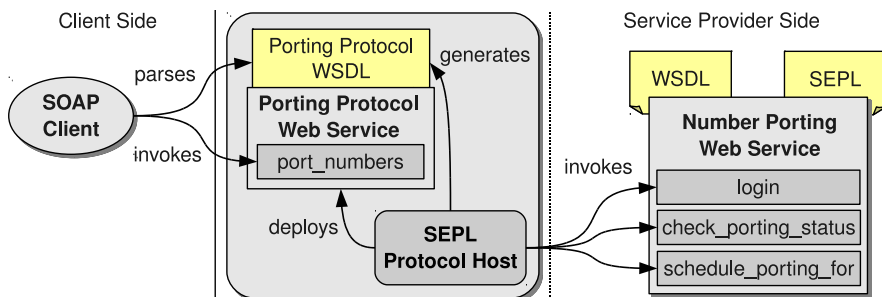 Client Side
Service Provider Side
Porting Protocol
WSDL
generates
parses
WSDL
SEPL
SOAP
Client
Porting Protocol
Web Service
Number Porting
Web Service
invokes
port_numbers
invokes
login
deploys
SEPL
Protocol Host
check_porting_status
schedule_porting_for